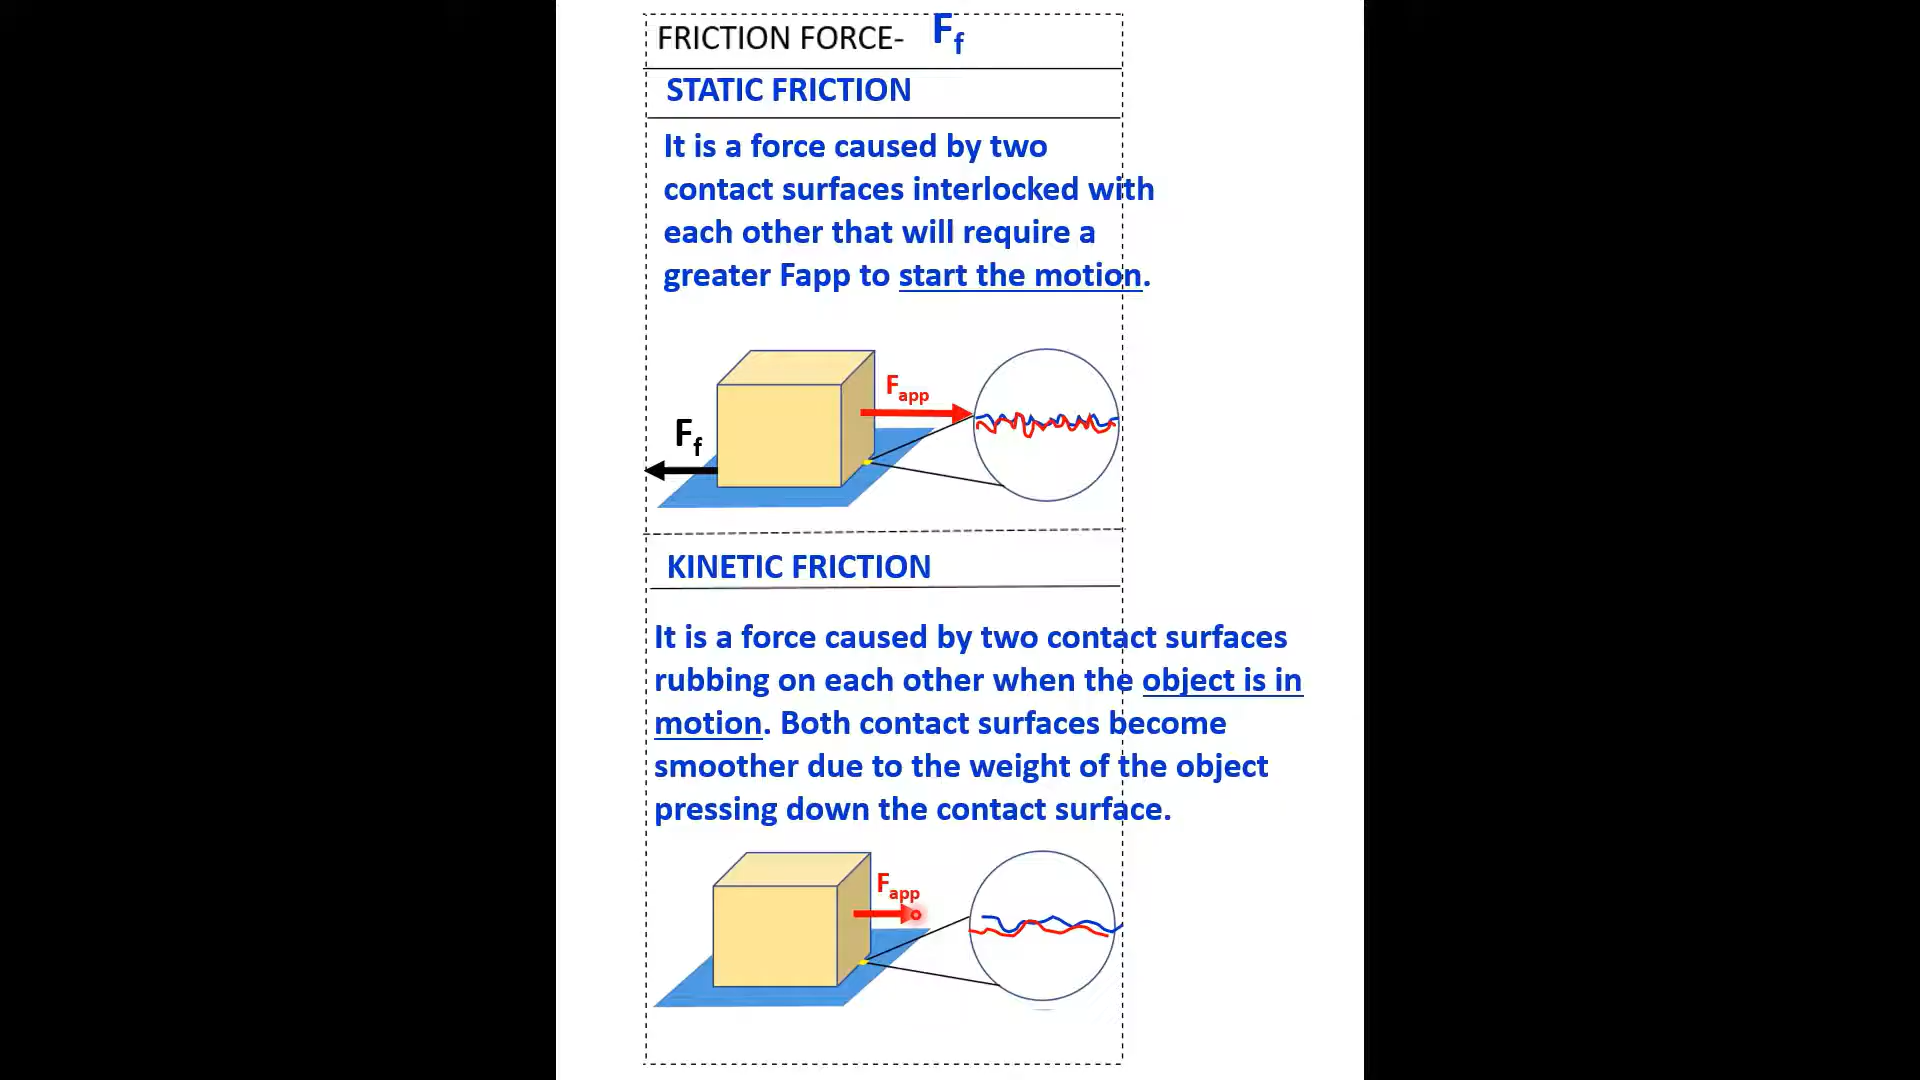 FRICTION FORCE- Ff
STATIC FRICTION
It is a force caused by two
contact surfaces interlocked with
each other that will require a
greater Fapp to start the motion.
Fapp
Ff
KINETIC FRICTION
It is a force caused by two contact surfaces
rubbing on each other when the object is in
motion. Both contact surfaces become
smoother due to the weight of the object
pressing down the contact surface.
Fapp